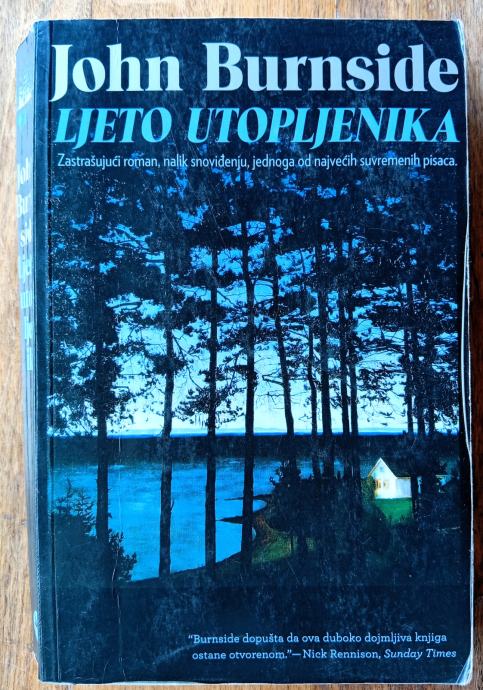 John Burnside
LJETO UTOPLJENIKA
Zastrašujući roman, nalik snoviđenju, jednoga od najvećih suvremenih pisaca.
“Burnside dopušta da ova duboko dojmljiva knjiga
ostane otvorenom.”—Nick Rennison, Sunday Times